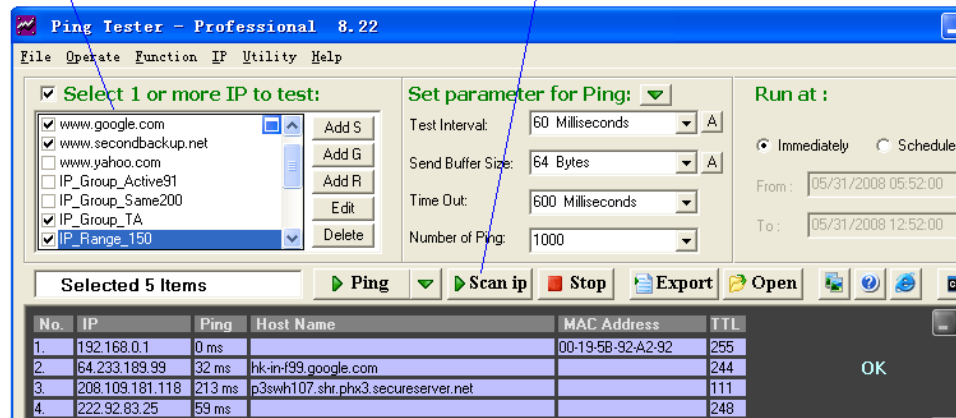 Ping Tester - Professional 8.22
File Operate Function IP Utility Help
Select 1 or more IP to test:
www.google.com
www.secondbackup.net
www.yahoo.com
IP_Group_Active91
IP_Group_Same200
IP_Group_TA
IP_Range_150
Add S
Add G
Add R
Edit
Delete
Set parameter for Ping:
Test Interval: 60 Milliseconds A
Send Buffer Size: 64 Bytes A
Time Out: 600 Milliseconds
Number of Ping: 1000
Run at :
Immediately Schedule
From : 05/31/2008 05:52:00
To : 05/31/2008 12:52:00
Selected 5 Items Ping Scan ip Stop Export Open
No. IP Ping Host Name MAC Address TTL
1. 192.168.0.1 0 ms 00-19-5B-92-A2-92 255
2. 64.233.189.99 32 ms hk-in-f99.google.com 244
3. 208.109.181.118 213 ms p3swh107.shr.phx3.secureserver.net 111
4. 222.92.83.25 59 ms 248
OK